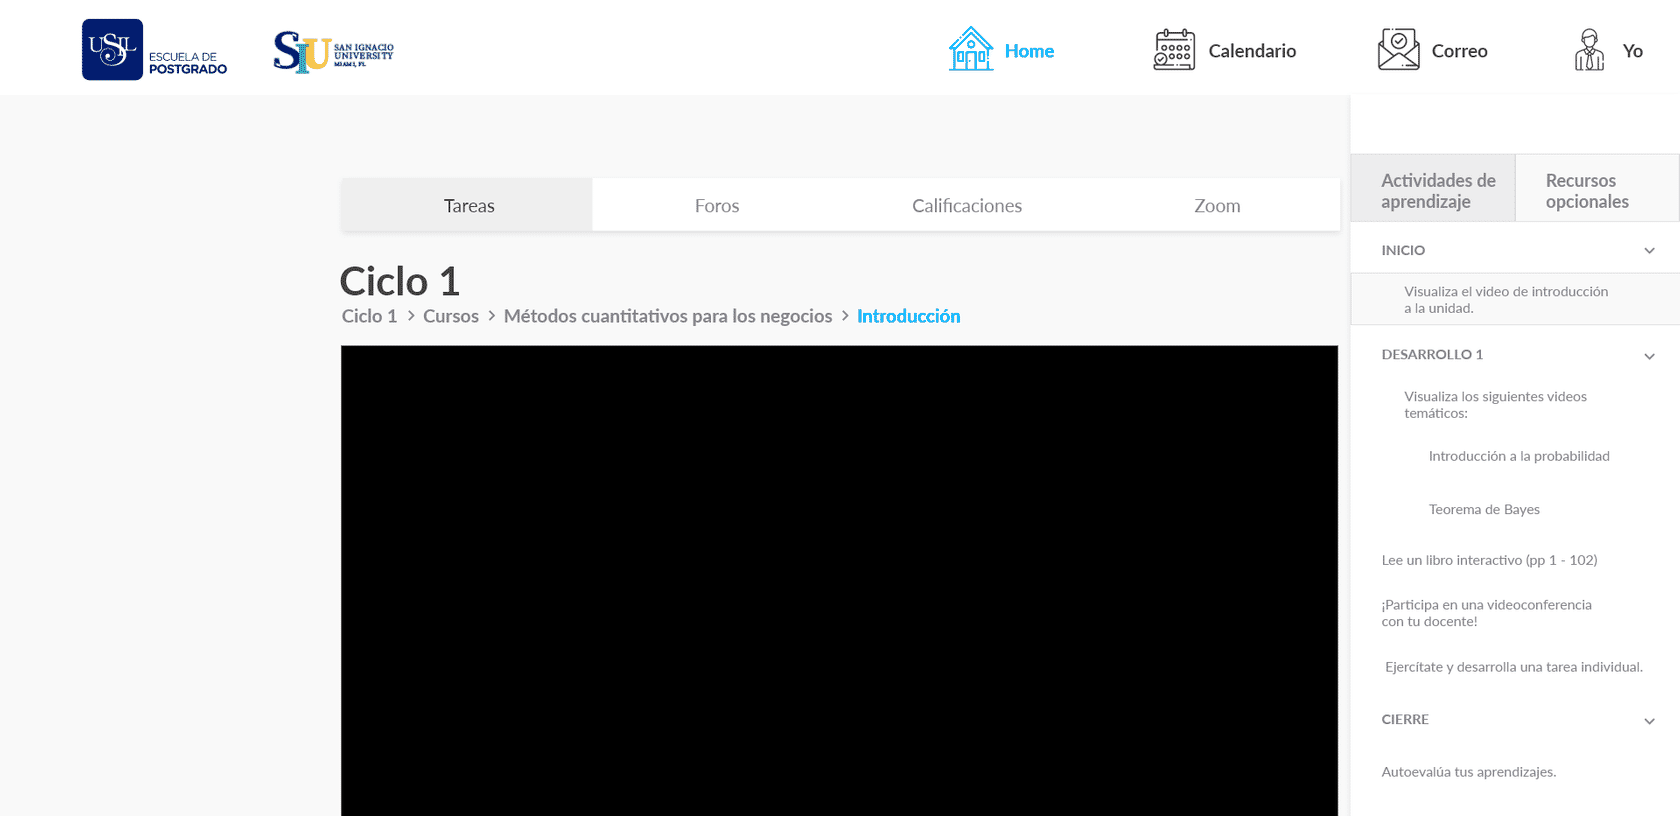 USIL
ESCUELA DE
POSTGRADO
SIU
SAN IGNACIO
UNIVERSITY
MIAMI, FL
Home
Calendario
Correo
Yo
Tareas
Foros
Calificaciones
Zoom
Ciclo 1
Ciclo 1 > Cursos > Métodos cuantitativos para los negocios > Introducción
Actividades de
aprendizaje
Recursos
opcionales
INICIO
Visualiza el video de introducción
a la unidad.
DESARROLLO 1
Visualiza los siguientes videos
temáticos:
Introducción a la probabilidad
Teorema de Bayes
Lee un libro interactivo (pp 1 - 102)
¡Participa en una videoconferencia
con tu docente!
Ejercítate y desarrolla una tarea individual.
CIERRE
Autoevalúa tus aprendizajes.